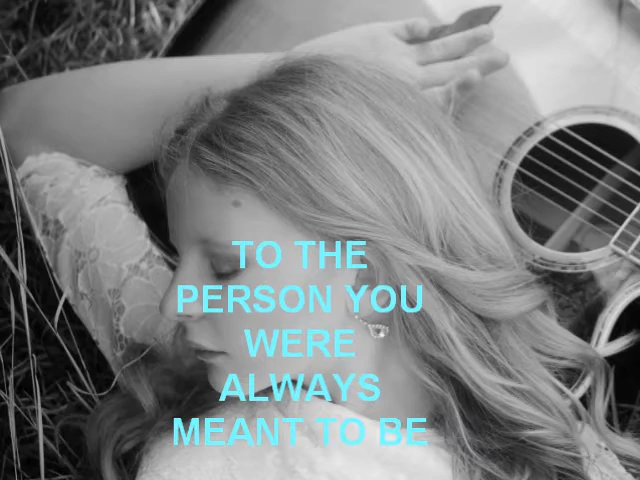 TO THE
PERSON YOU
WERE
ALWAYS
MEANT TO BE